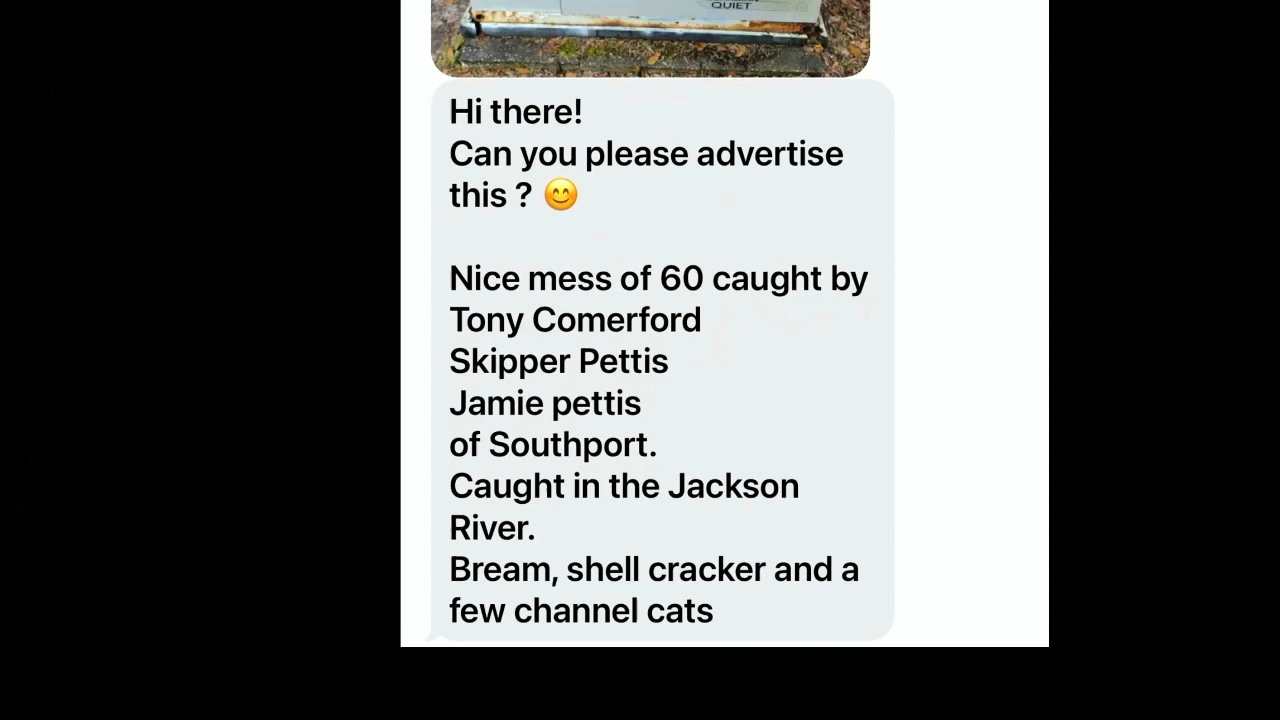 QUIET
Hi there!
Can you please advertise
this ? 😊
Nice mess of 60 caught by
Tony Comerford
Skipper Pettis
Jamie pettis
of Southport.
Caught in the Jackson
River.
Bream, shell cracker and a
few channel cats